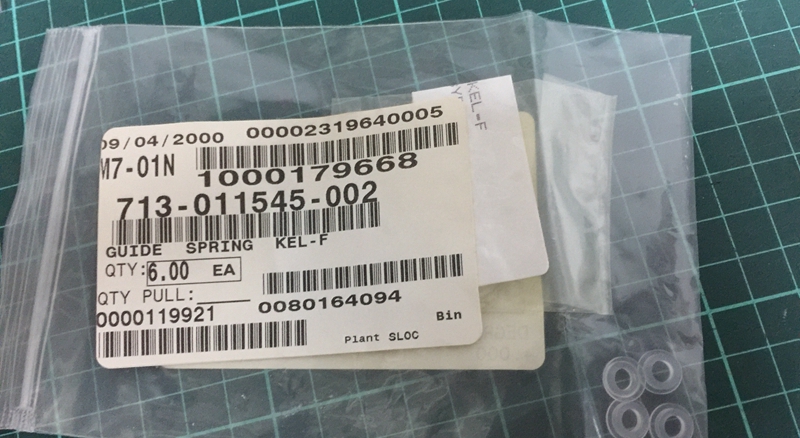 09/04/2000 00002319640005
M7-01N
1000179668
713-011545-002
GUIDE SPRING KEL-F
QTY: 6.00 EA
QTY PULL:
0080164094
0000119921
Bin
Plant SLOC
KEL-F